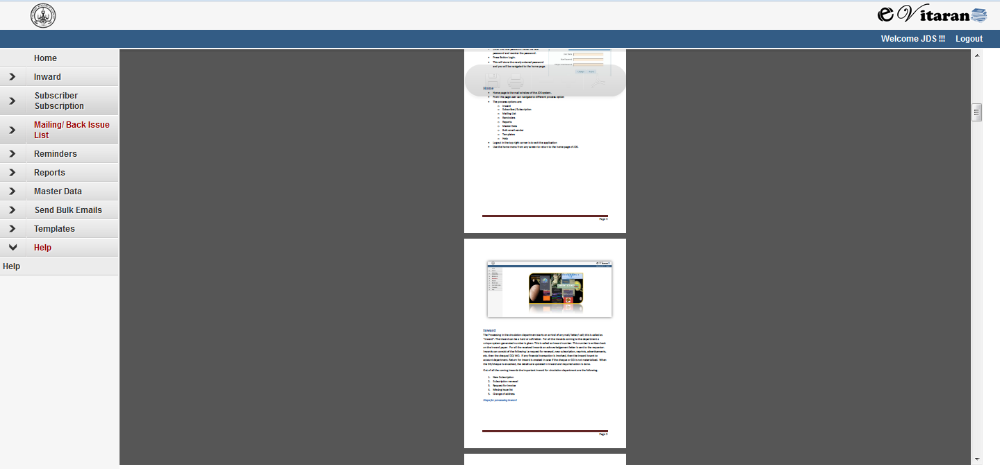 e Vitaran
Welcome JDS !!! Logout
Home
Inward
Subscriber
Subscription
Mailing/ Back Issue
List
Reminders
Reports
Master Data
Send Bulk Emails
Templates
Help
Help
password and reenter the password.
Press Button Login.
This will store the newly entered password
and you will be navigated to the home page.
Home
Home page is the mail window of the JDS system.
From this page user can navigate to different process option
The process options are:
Inward
Subscriber/Subscription
Mailing List
Reminders
Reports
Master Data
Bulk email sender
Templates
Help
Logout in the top right corner is to exit the application
Use the home menu from any screen to return to the home page of JDS.
Page 4
Inward
The Processing in the circulation department starts on arrival of any mail/ letter/ call; this is called as
"Inward". The Inward can be a hard or soft letter. For all the inwards coming to the department a
unique system generated number is given. This is called as Inward number. This number is written back
on the inward paper. For all the received inwards an acknowledgement letter is sent to the requestor.
Inwards can consist of the following i.e request for renewal, new subscription, reprints, advertisements,
etc. then the cheque/ DD/ MO. If any financial transaction is involved, then the inward is sent to
account department. Return for inward is created in case if the cheque or DD is not materialized. When
the DD/cheque is encashed, the details are updated in inward and required action is done.
Out of all the coming inwards the important inward for circulation department are the following.
1. New Subscription
2. Subscription renewal
3. Request for invoice
4. Missing issue list
5. Change of address
Steps for processing inward
Page 5